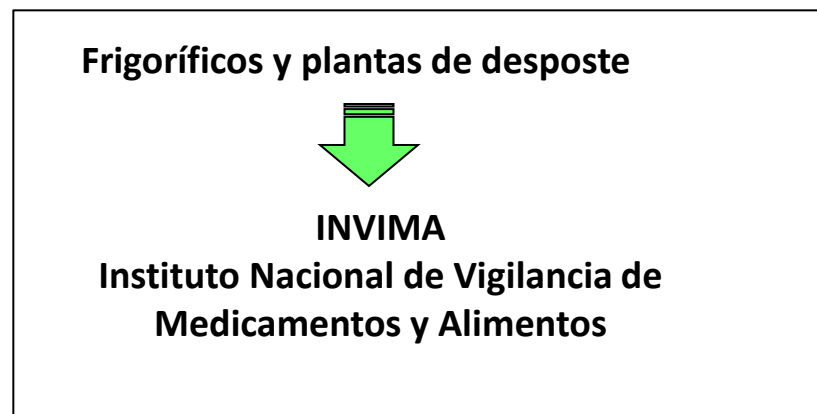 Frigoríficos y plantas de desposte
INVIMA
Instituto Nacional de Vigilancia de
Medicamentos y Alimentos